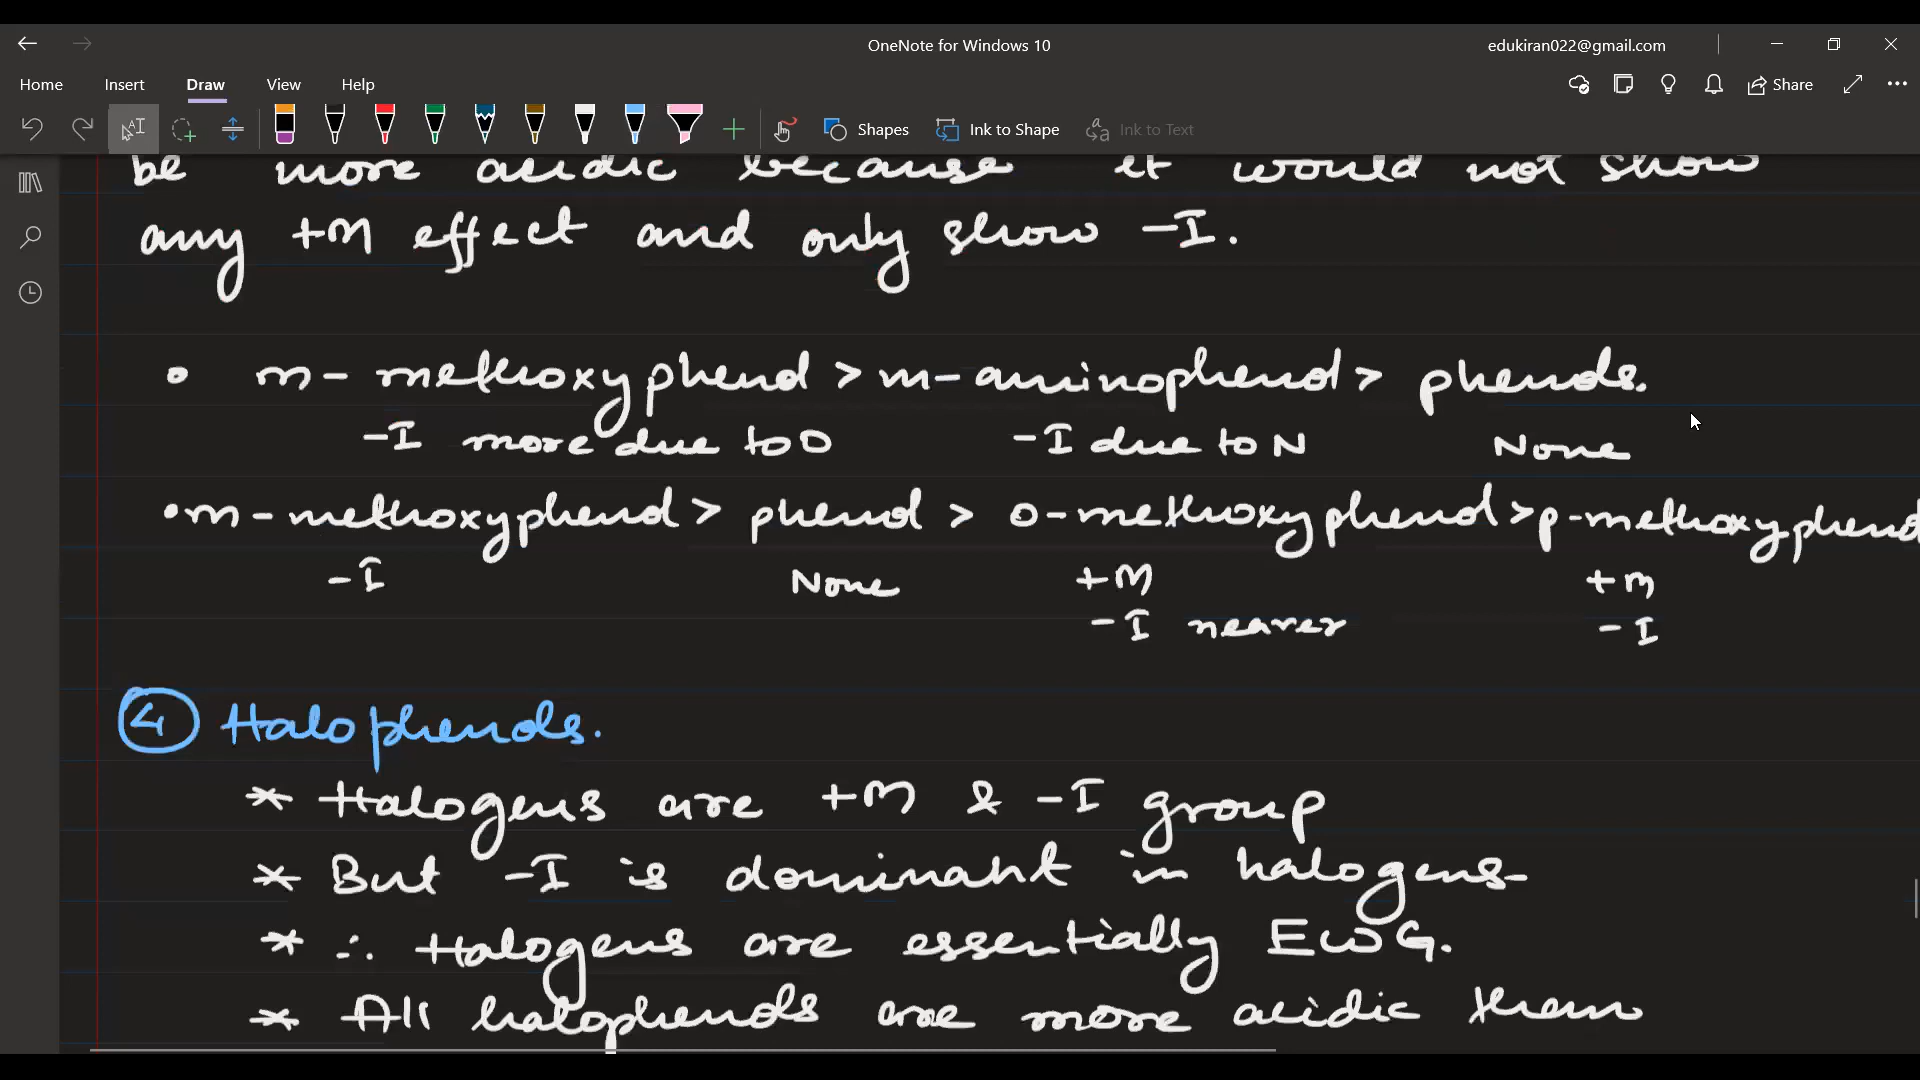 OneNote for Windows 10
edukiran022@gmail.com
Home Insert Draw View Help
Share
Shapes Ink to Shape Ink to Text
be more acidic because it would not show
any +M effect and only show -I.
m- methoxyphenol > m-aminophenol > phenols.
-I more due to O -I due to N None
m-methoxyphenol > phenol > o-methoxyphenol > p-methoxyphenol
-I None +M +M
-I nearer -I
4 Halophenols.
* Halogens are +M & -I group
* But -I is dominant in halogens-
* ∴ Halogens are essentially EWG.
* All halophenols are more acidic than